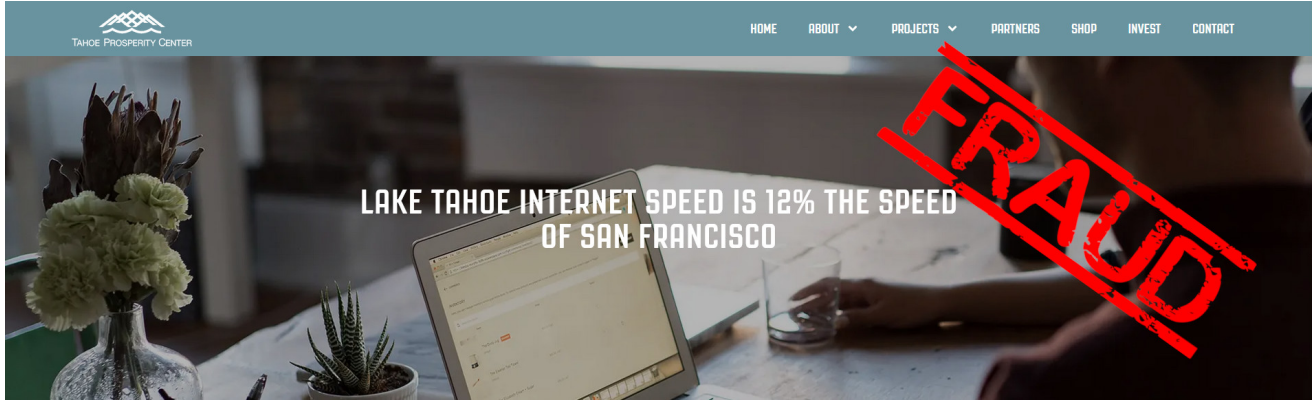 TAHOE PROSPERITY CENTER
HOME ABOUT PROJECTS PARTNERS SHOP INVEST CONTACT
LAKE TAHOE INTERNET SPEED IS 12% THE SPEED
OF SAN FRANCISCO
FRAUD